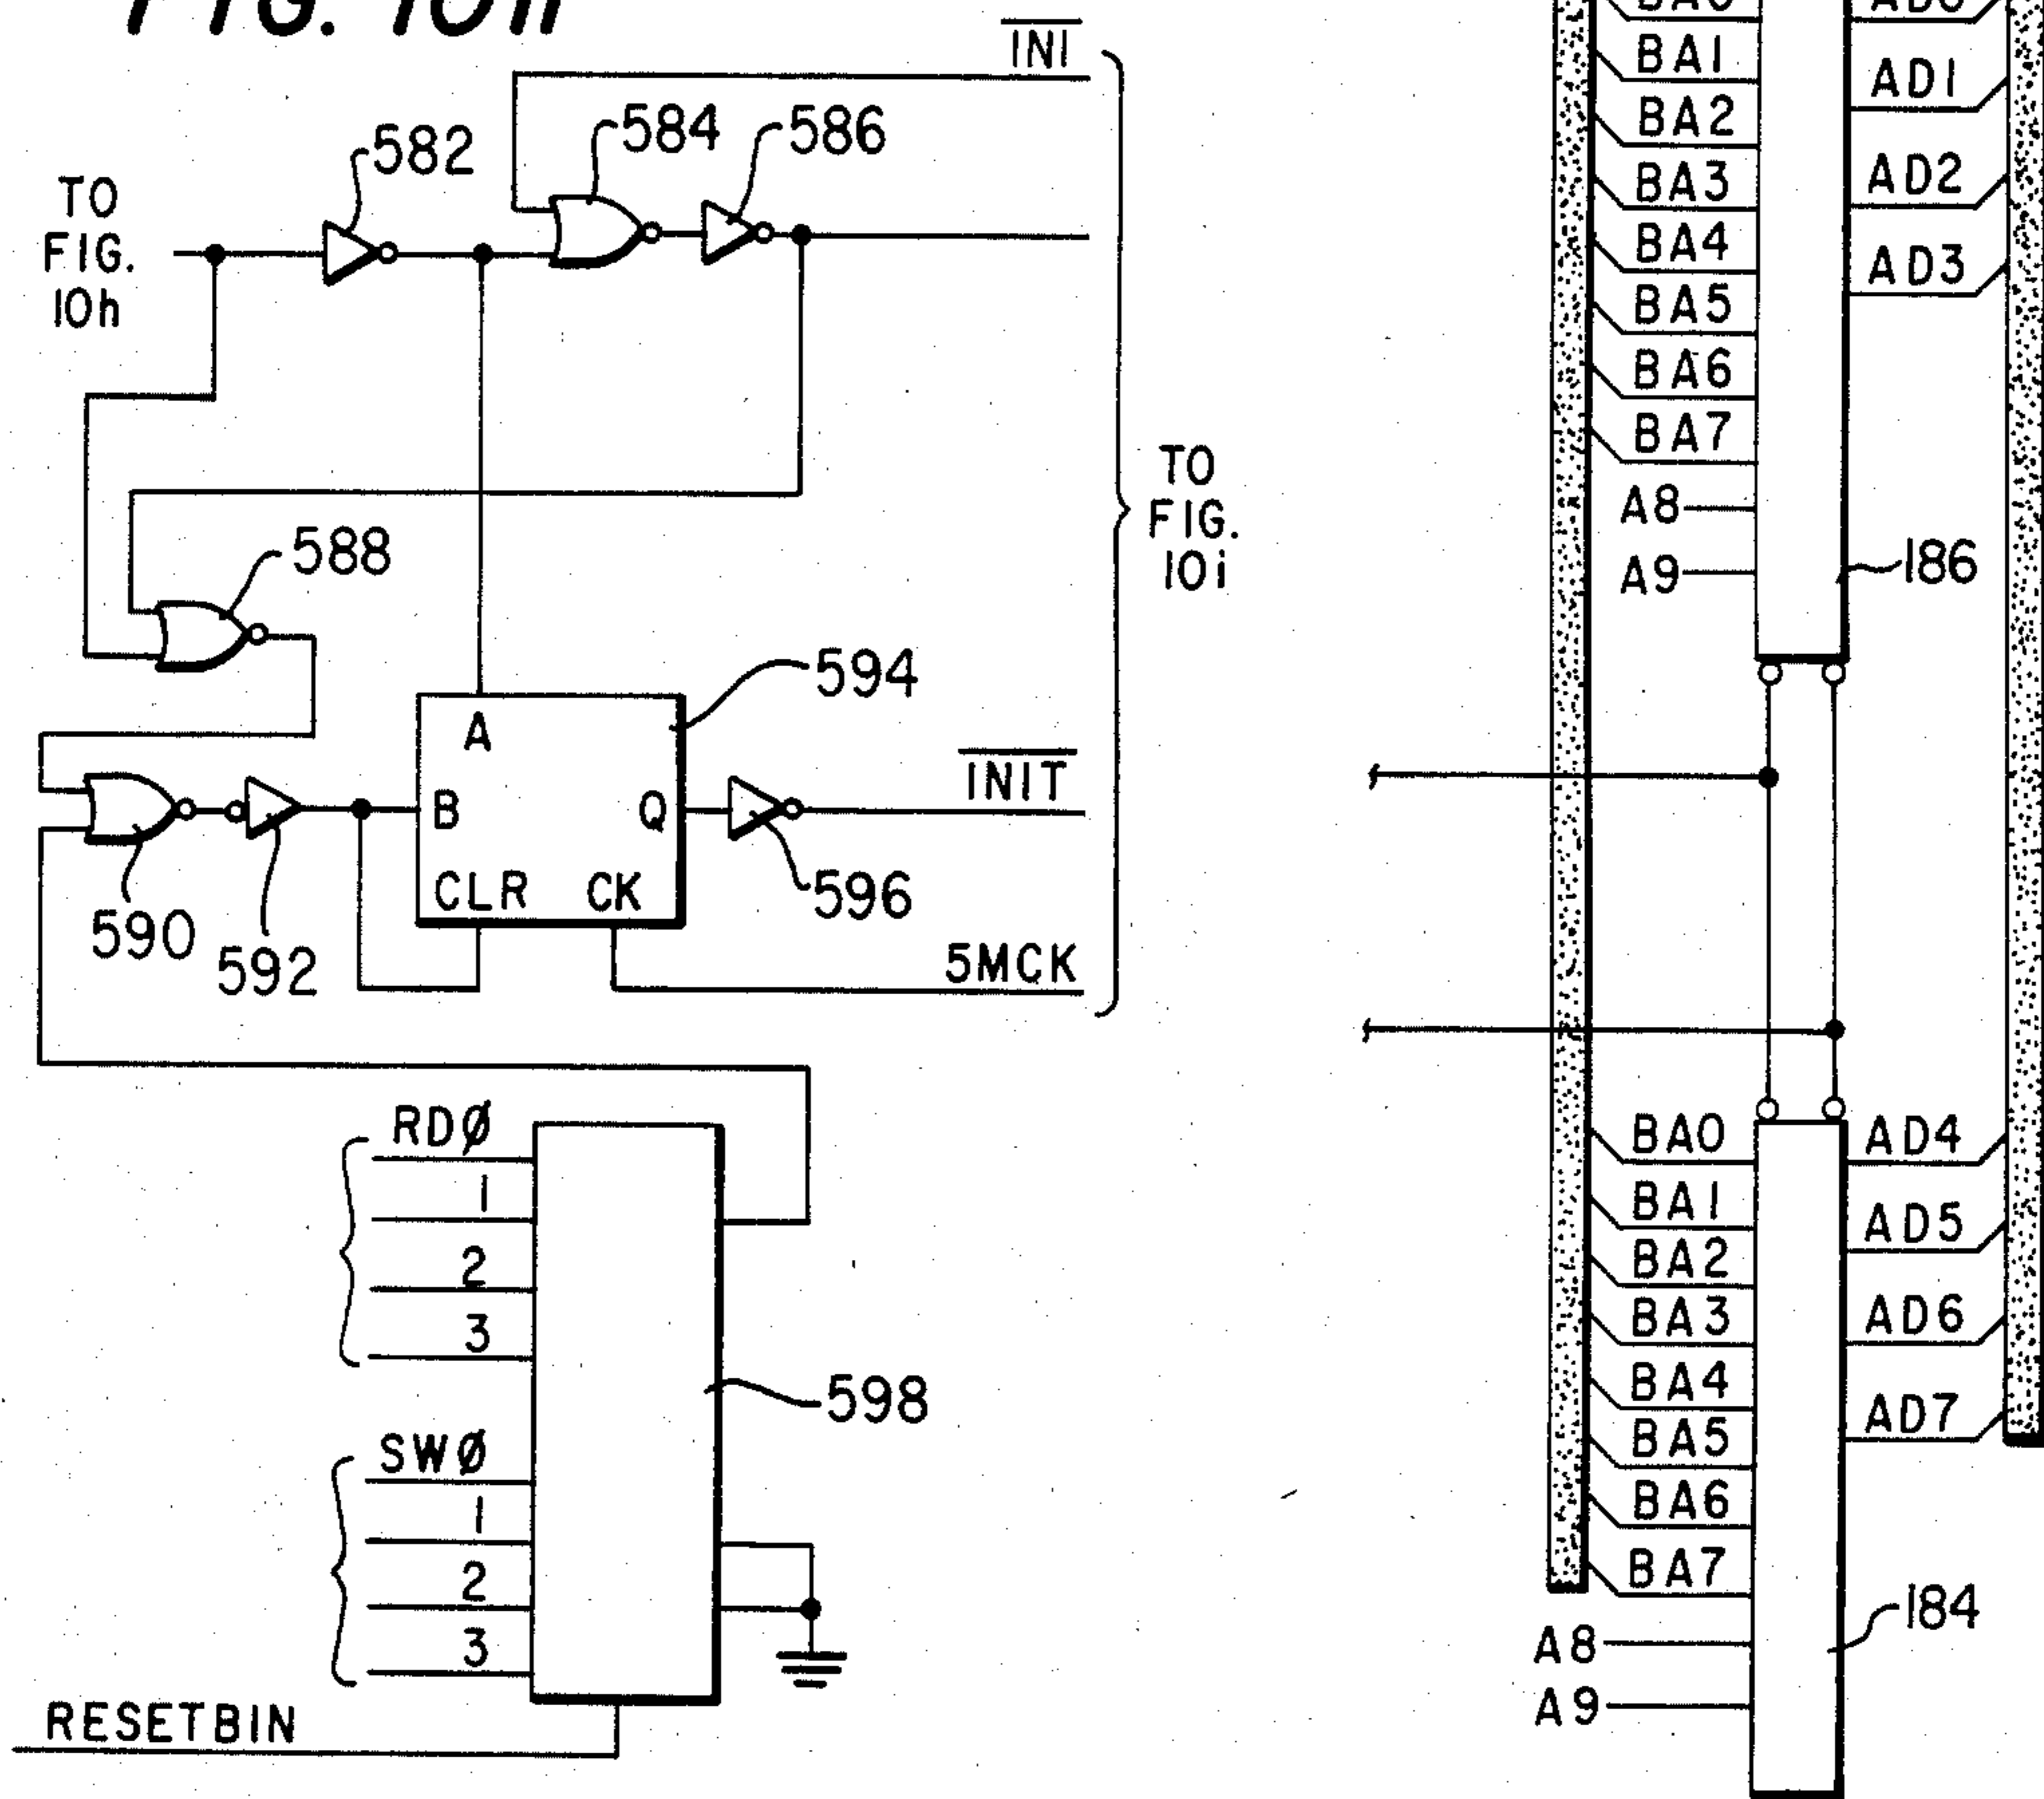 INI
582
584
586
TO
FIG.
10h
588
TO
FIG.
10i
594
A
B
Q
CLR
CK
INIT
590
592
596
5MCK
RDØ
1
2
3
598
SWØ
1
2
3
RESETBIN
BA1
BA2
BA3
BA4
BA5
BA6
BA7
A8
A9
AD1
AD2
AD3
186
BA0
BA1
BA2
BA3
BA4
BA5
BA6
BA7
A8
A9
AD4
AD5
AD6
AD7
184